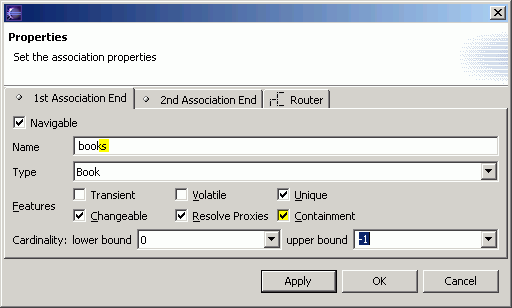 Properties
Set the association properties
1st Association End 2nd Association End Router
Navigable
Name books
Type Book
Features Transient Volatile Unique
Changeable Resolve Proxies Containment
Cardinality: lower bound 0 upper bound -1
Apply OK Cancel